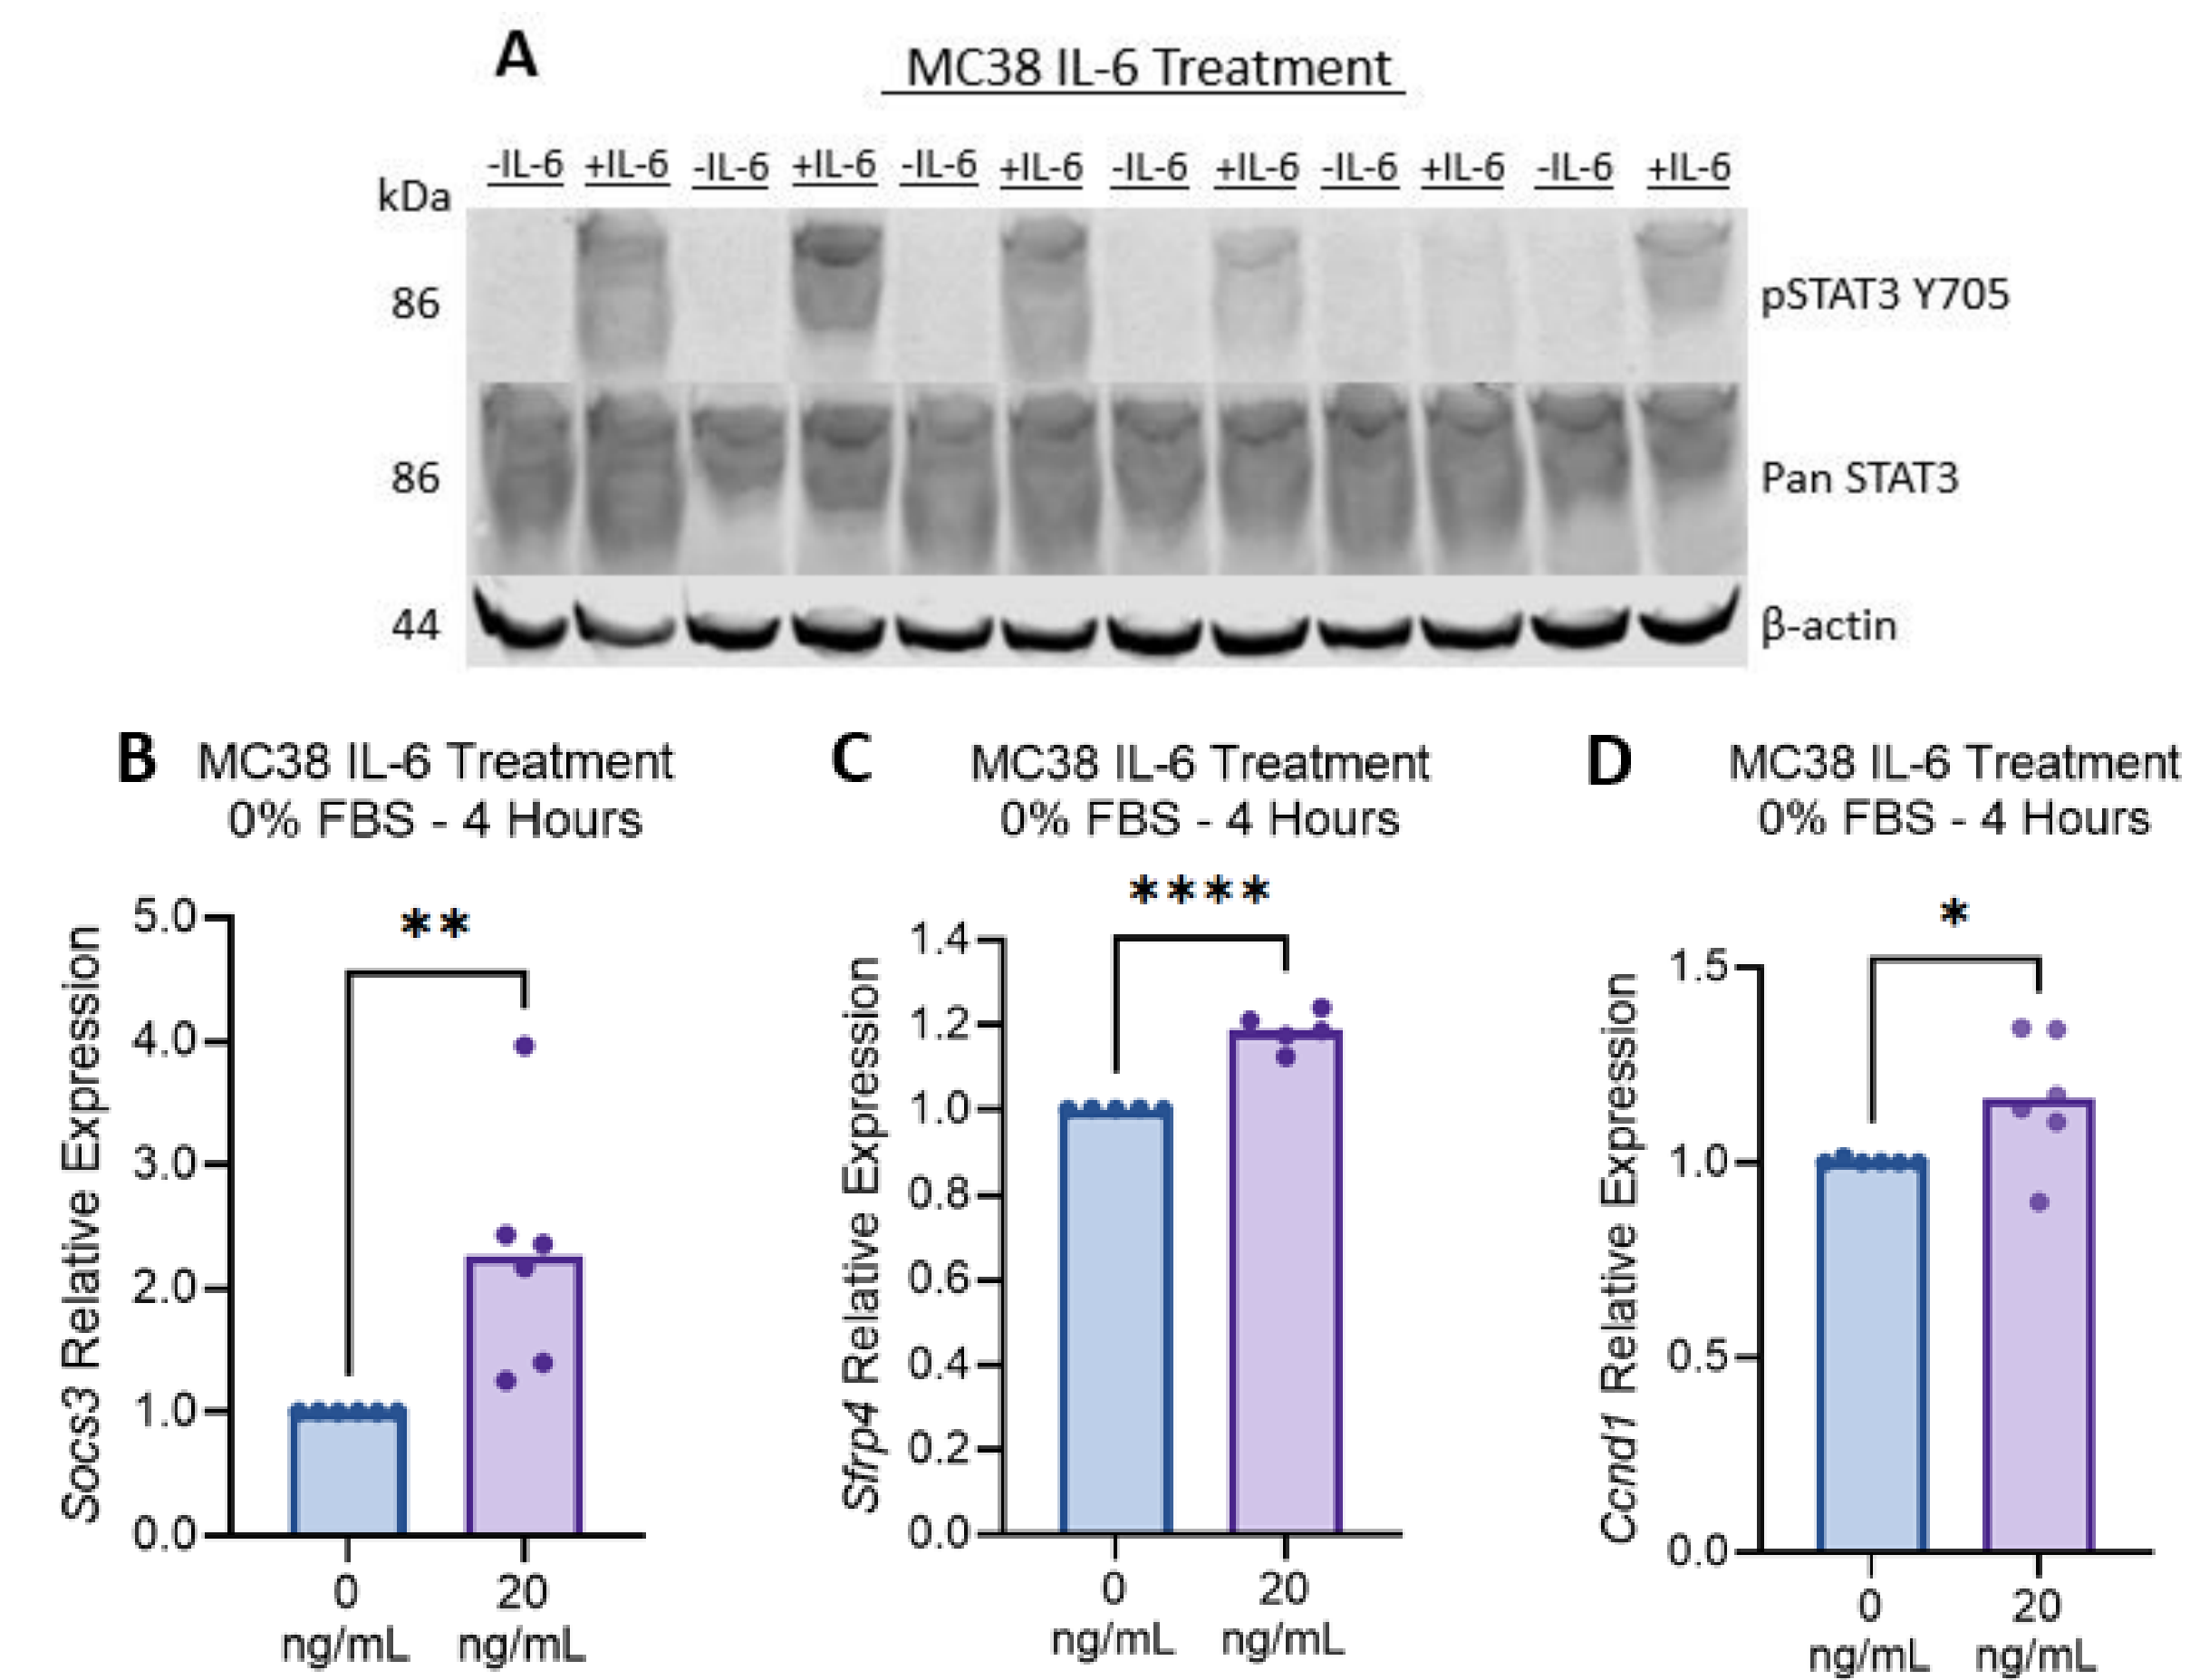 A
MC38 IL-6 Treatment
-IL-6 +IL-6 -IL-6 +IL-6 -IL-6 +IL-6 -IL-6 +IL-6 -IL-6 +IL-6 -IL-6 +IL-6
kDa
86
pSTAT3 Y705
86
Pan STAT3
44
β-actin
B
MC38 IL-6 Treatment
0% FBS - 4 Hours
**
Socs3 Relative Expression
5.0
4.0
3.0
2.0
1.0
0.0
0
ng/mL
20
ng/mL
C
MC38 IL-6 Treatment
0% FBS - 4 Hours
****
Sfrp4 Relative Expression
1.4
1.2
1.0
0.8
0.6
0.4
0.2
0.0
0
ng/mL
20
ng/mL
D
MC38 IL-6 Treatment
0% FBS - 4 Hours
*
Ccnd1 Relative Expression
1.5
1.0
0.5
0.0
0
ng/mL
20
ng/mL